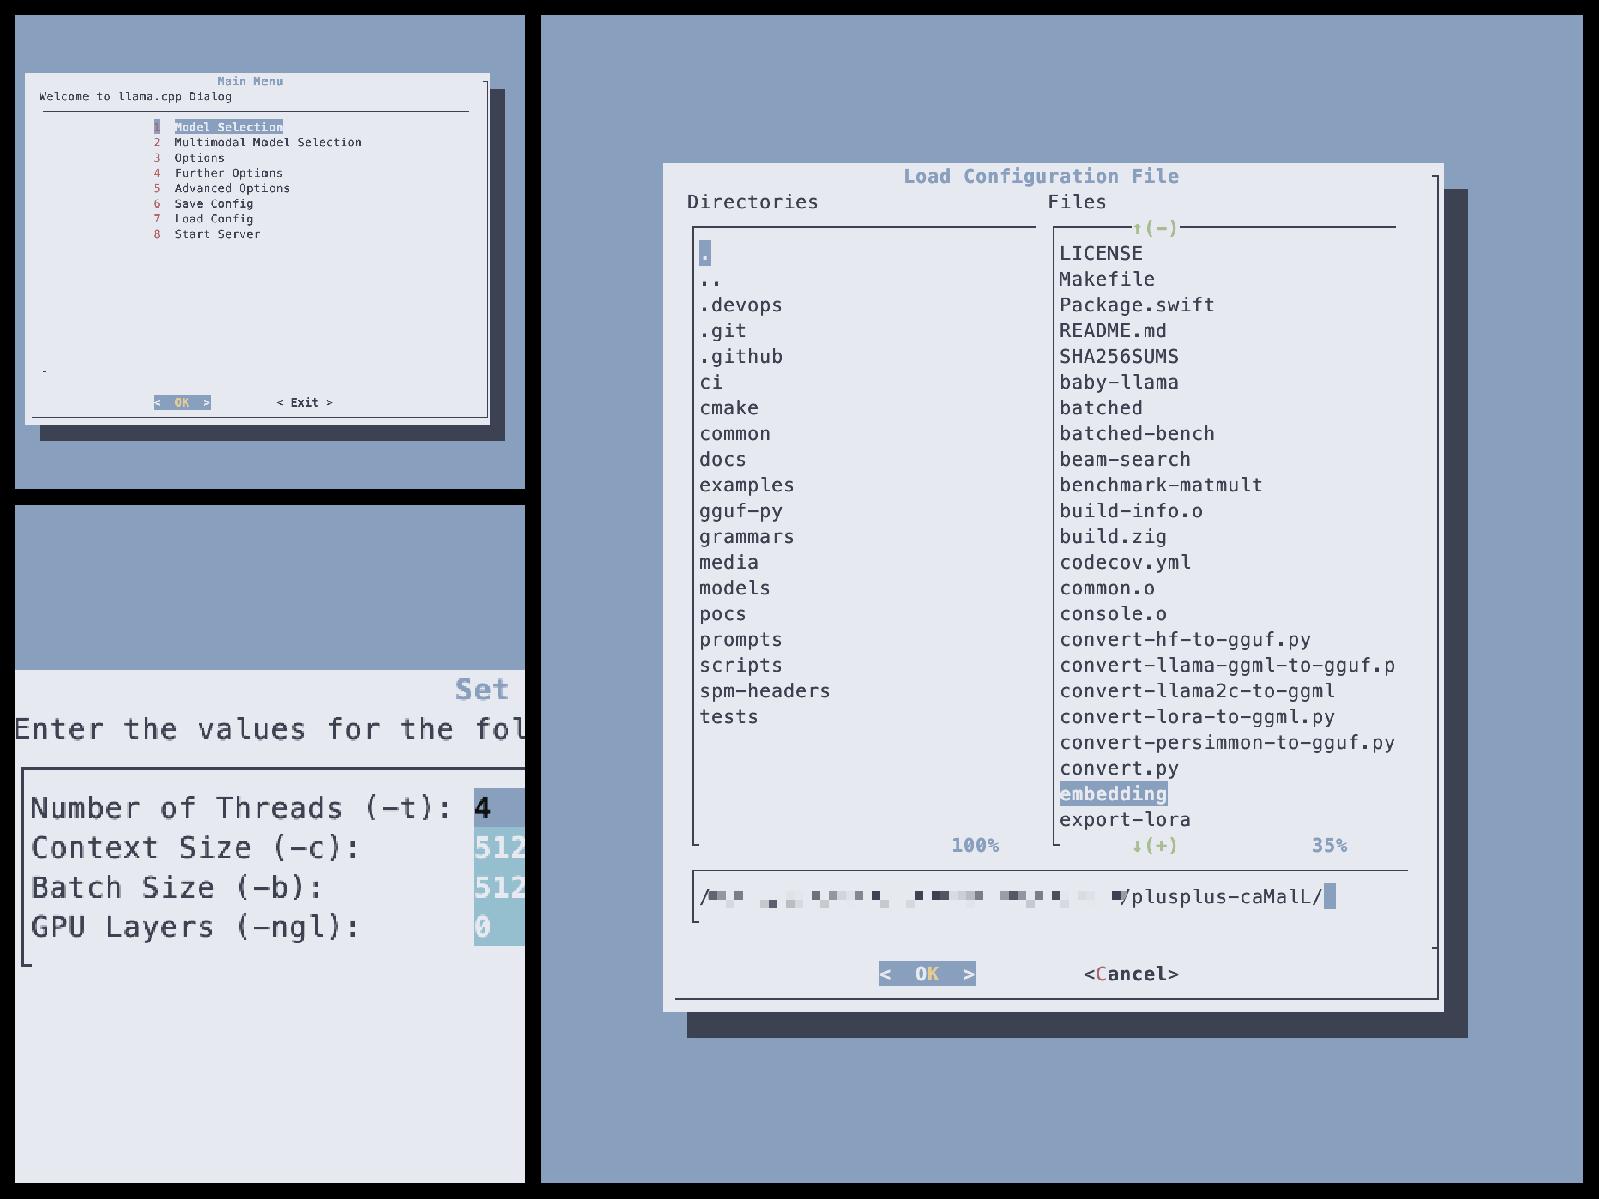 Main Menu
Welcome to llama.cpp Dialog
1 Model Selection
2 Multimodal Model Selection
3 Options
4 Further Options
5 Advanced Options
6 Save Config
7 Load Config
8 Start Server
< OK > < Exit >
Set
Enter the values for the fol
Number of Threads (-t): 4
Context Size (-c): 512
Batch Size (-b): 512
GPU Layers (-ngl): 0
Load Configuration File
Directories
.
..
.devops
.git
.github
ci
cmake
common
docs
examples
gguf-py
grammars
media
models
pocs
prompts
scripts
spm-headers
tests
100%
Files
↑(-)
LICENSE
Makefile
Package.swift
README.md
SHA256SUMS
baby-llama
batched
batched-bench
beam-search
benchmark-matmult
build-info.o
build.zig
codecov.yml
common.o
console.o
convert-hf-to-gguf.py
convert-llama-ggml-to-gguf.p
convert-llama2c-to-ggml
convert-lora-to-ggml.py
convert-persimmon-to-gguf.py
convert.py
embedding
export-lora
↓(+) 35%
/ /plusplus-caMalL/
< OK > <Cancel>